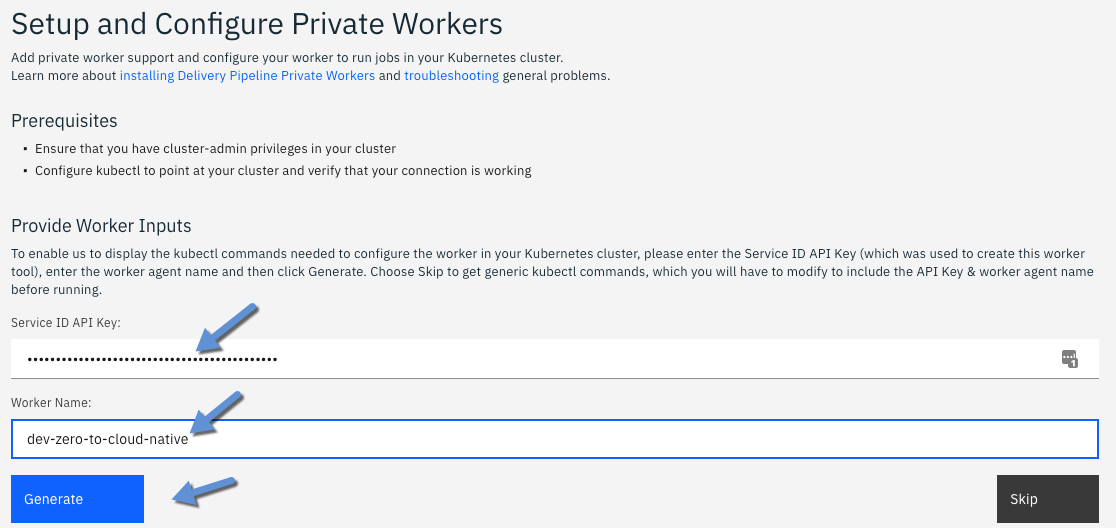 Setup and Configure Private Workers
Add private worker support and configure your worker to run jobs in your Kubernetes cluster.
Learn more about installing Delivery Pipeline Private Workers and troubleshooting general problems.
Prerequisites
▪ Ensure that you have cluster-admin privileges in your cluster
▪ Configure kubectl to point at your cluster and verify that your connection is working
Provide Worker Inputs
To enable us to display the kubectl commands needed to configure the worker in your Kubernetes cluster, please enter the Service ID API Key (which was used to create this worker
tool), enter the worker agent name and then click Generate. Choose Skip to get generic kubectl commands, which you will have to modify to include the API Key & worker agent name
before running.
Service ID API Key:
••••••••••••••••••••••••••••••••••••••••••••
1
Worker Name:
dev-zero-to-cloud-native
Generate
Skip